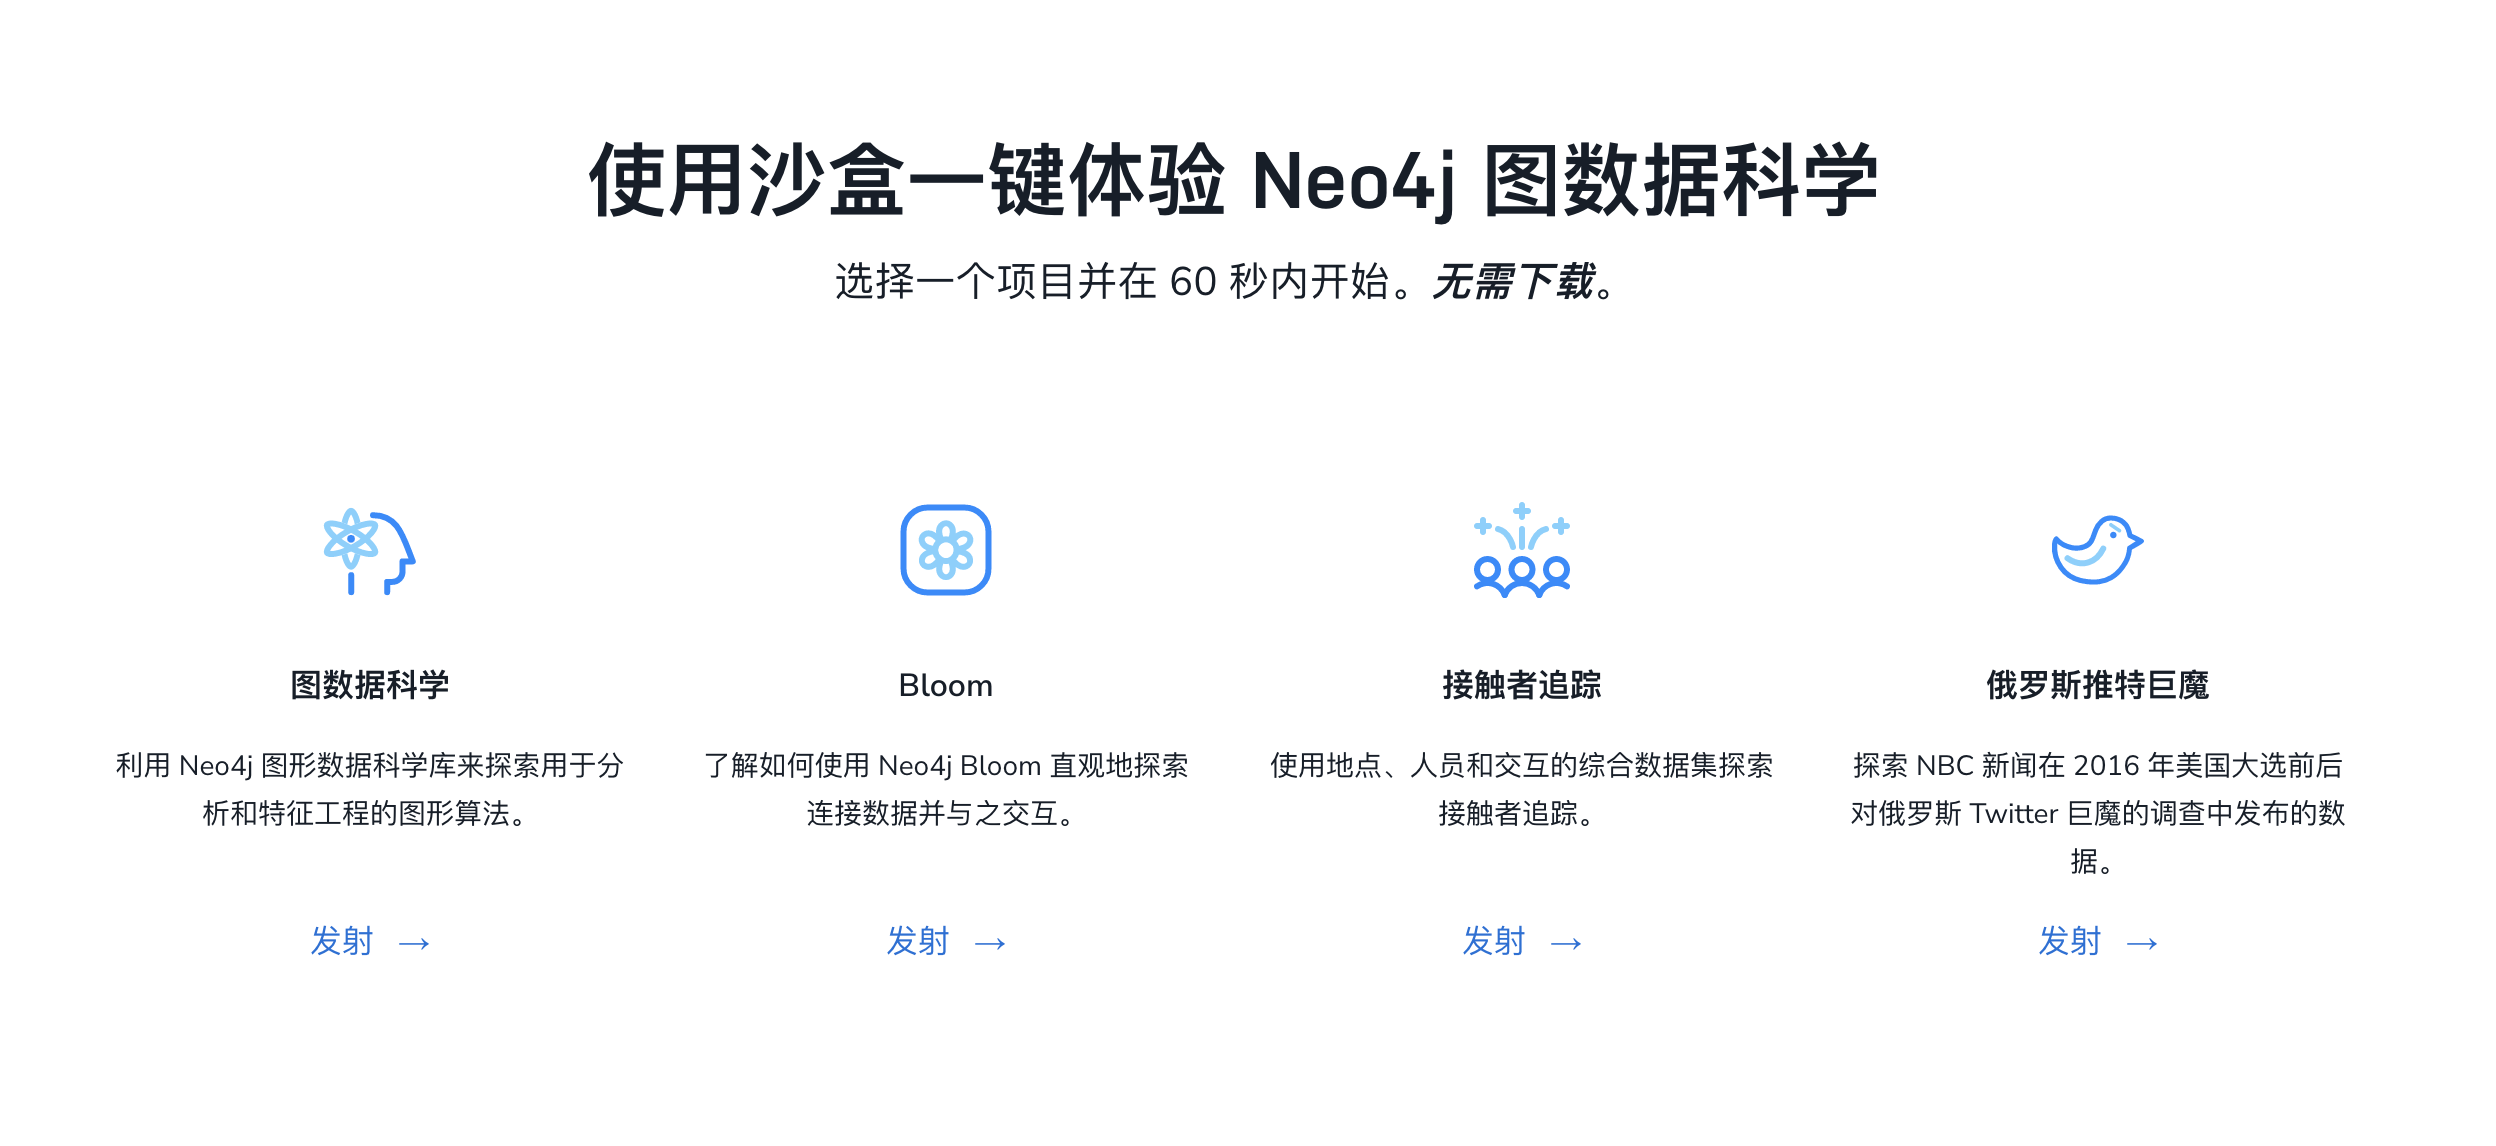 使用沙盒一键体验 Neo4j 图数据科学
选择一个项目并在 60 秒内开始。 无需下载。
图数据科学
利用 Neo4j 图形数据科学库来探索用于分
析和特征工程的图形算法。
发射 →
Bloom
了解如何使用 Neo4j Bloom 直观地探索
连接数据并与之交互。
发射 →
接触者追踪
使用地点、人员和交互的综合数据集探索
接触者追踪。
发射 →
俄罗斯推特巨魔
探索 NBC 新闻在 2016 年美国大选前后
对俄罗斯 Twitter 巨魔的调查中发布的数
据。
发射 →